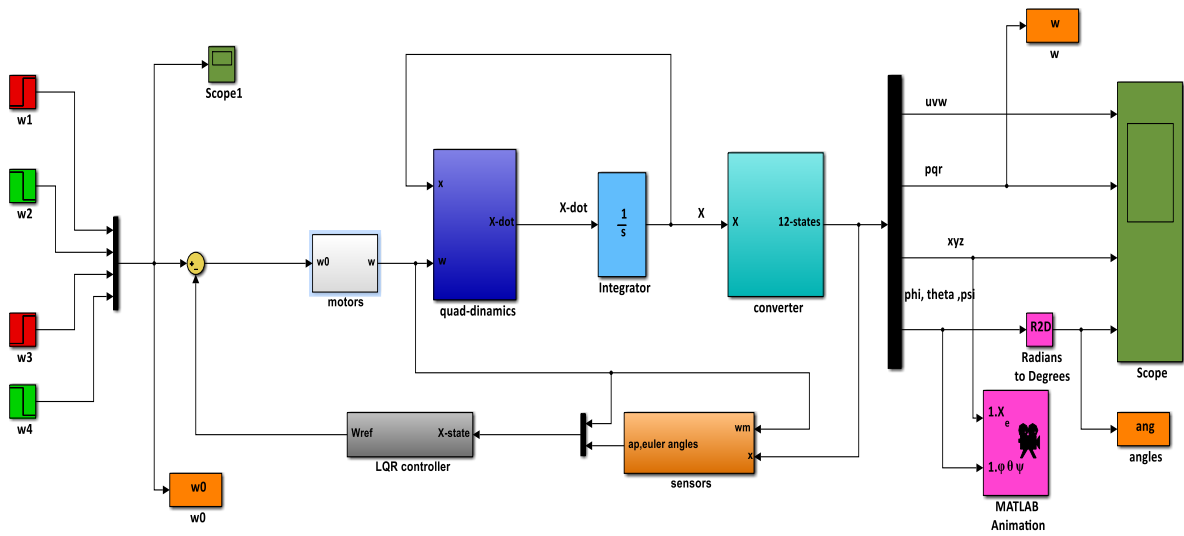 w
w
Scope1
w1
uvw
w2
pqr
x
X-dot
w
quad-dinamics
X-dot
1
s
Integrator
X
X
12-states
converter
xyz
phi, theta ,psi
+
-
w0
w
motors
w3
R2D
Radians
to Degrees
Scope
w4
Wref
X-state
LQR controller
ap,euler angles
wm
x
sensors
1.X
e
1.φ θ ψ
MATLAB
Animation
ang
angles
w0
w0